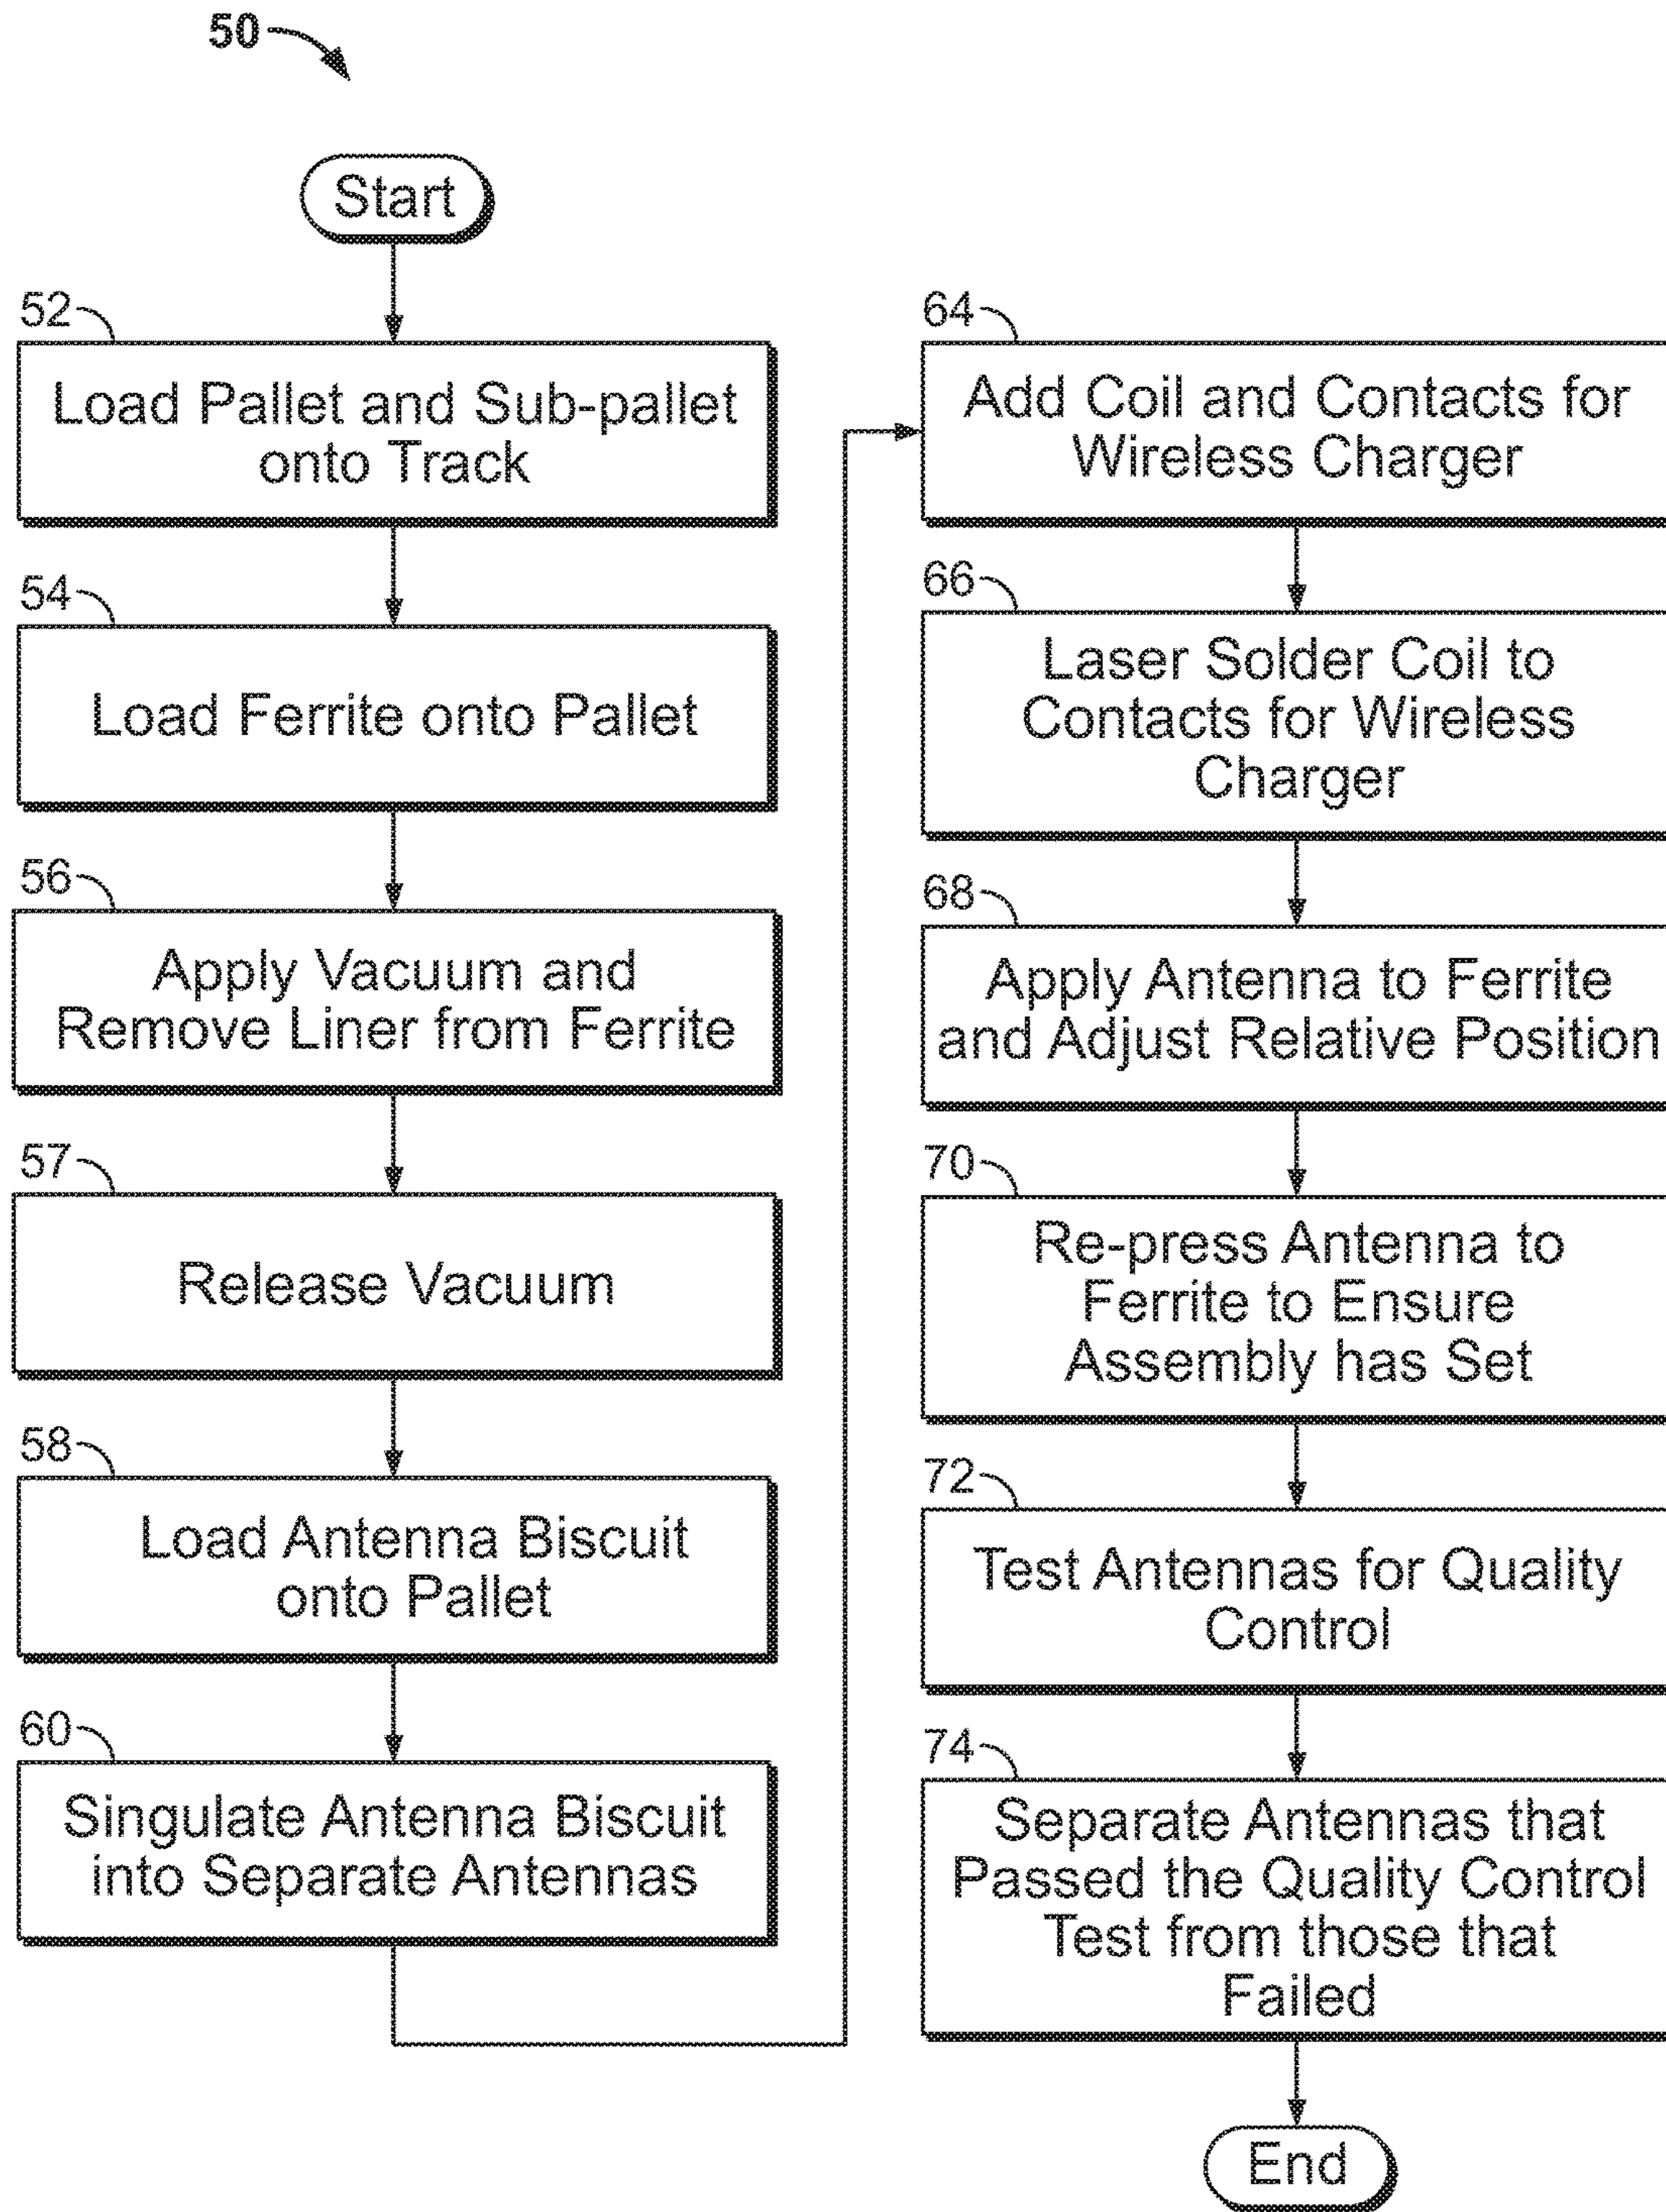 50
Start
52
Load Pallet and Sub-pallet
onto Track
54
Load Ferrite onto Pallet
56
Apply Vacuum and
Remove Liner from Ferrite
57
Release Vacuum
58
Load Antenna Biscuit
onto Pallet
60
Singulate Antenna Biscuit
into Separate Antennas
64
Add Coil and Contacts for
Wireless Charger
66
Laser Solder Coil to
Contacts for Wireless
Charger
68
Apply Antenna to Ferrite
and Adjust Relative Position
70
Re-press Antenna to
Ferrite to Ensure
Assembly has Set
72
Test Antennas for Quality
Control
74
Separate Antennas that
Passed the Quality Control
Test from those that
Failed
End